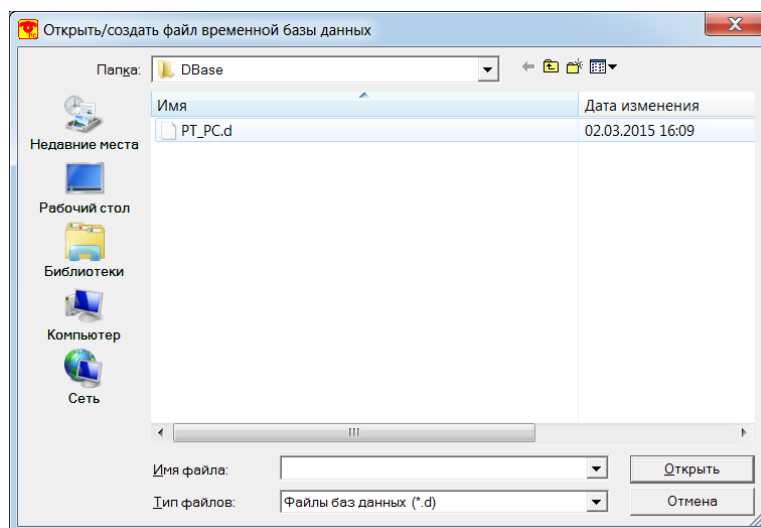 Открыть/создать файл временной базы данных
Папка: DBase
Имя Дата изменения
PT_PC.d 02.03.2015 16:09
Недавние места
Рабочий стол
Библиотеки
Компьютер
Сеть
Имя файла: Открыть
Тип файлов: Файлы баз данных (*.d) Отмена